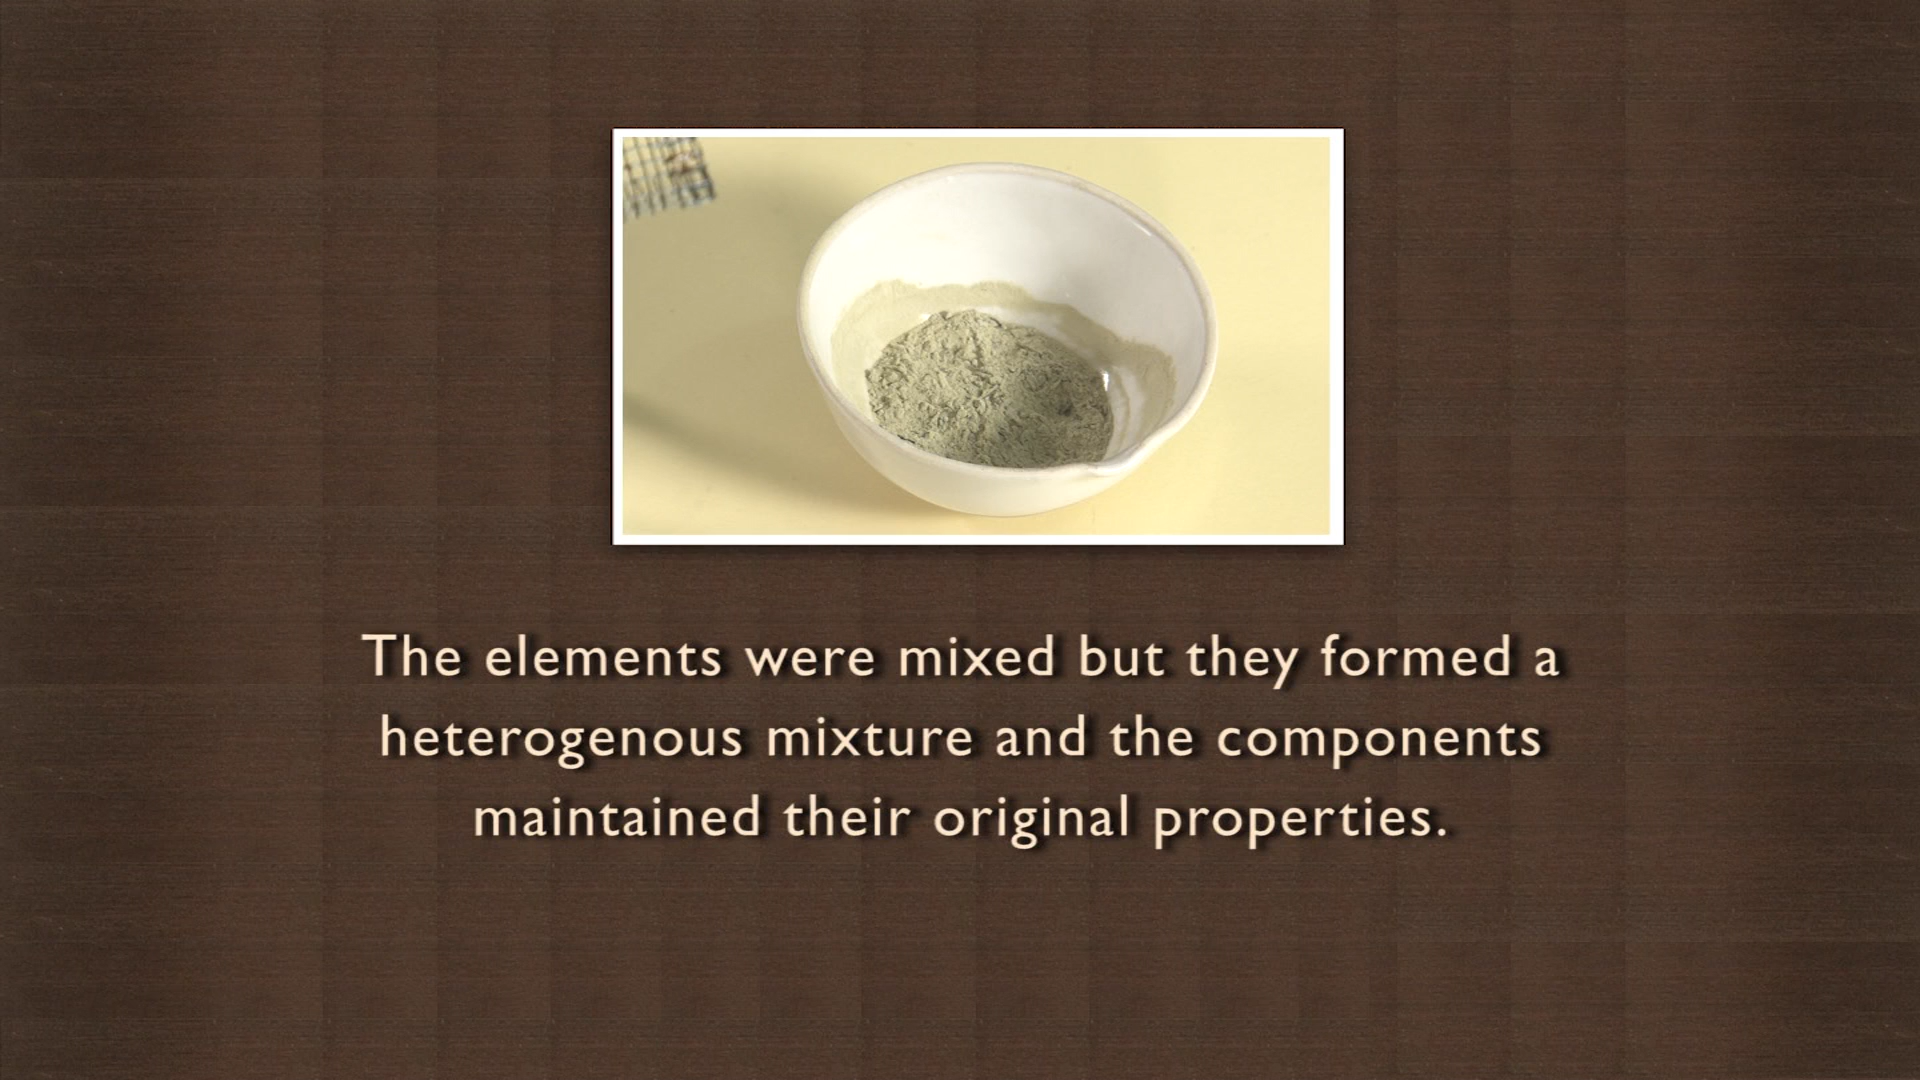 The elements were mixed but they formed a
heterogenous mixture and the components
maintained their original properties.